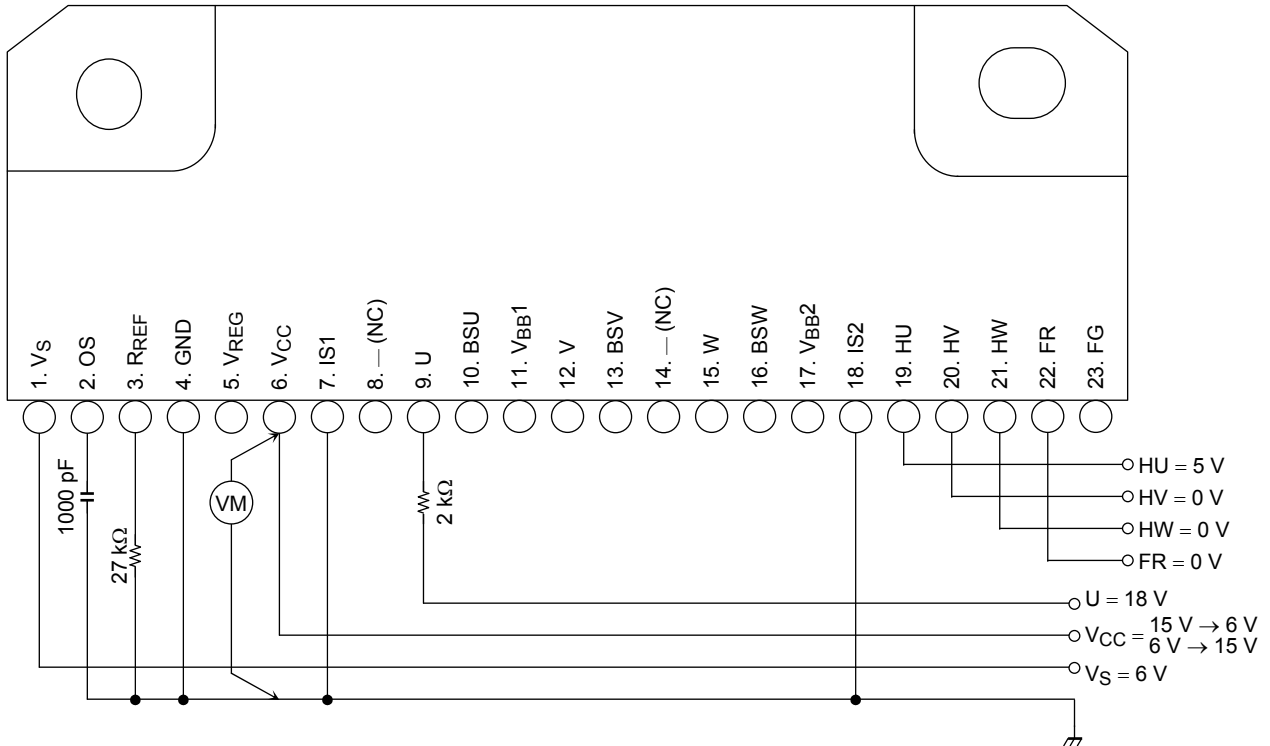 1. VS
2. OS
3. RREF
4. GND
5. VREG
6. VCC
7. IS1
8. — (NC)
9. U
10. BSU
11. VBB1
12. V
13. BSV
14. — (NC)
15. W
16. BSW
17. VBB2
18. IS2
19. HU
20. HV
21. HW
22. FR
23. FG
1000 pF
27 kΩ
VM
2 kΩ
HU = 5 V
HV = 0 V
HW = 0 V
FR = 0 V
U = 18 V
VCC = 15 V → 6 V
6 V → 15 V
VS = 6 V